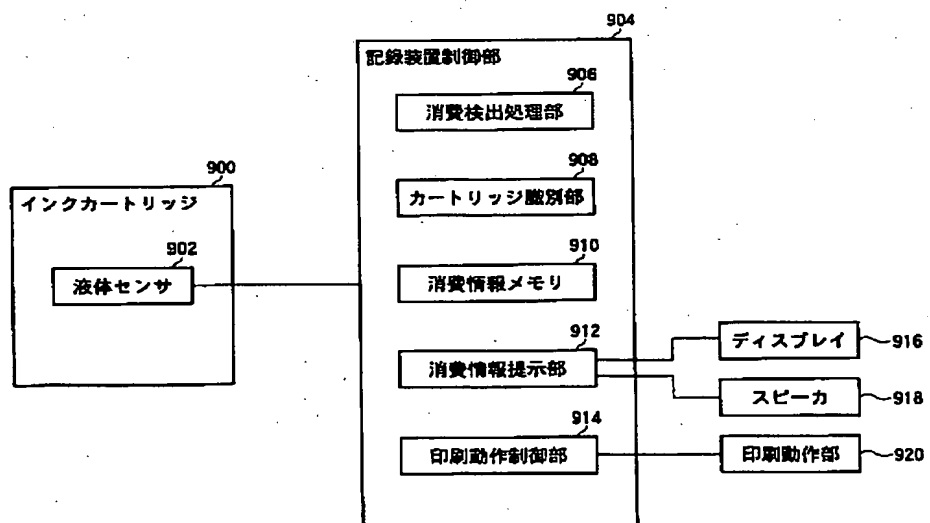 904
記録装置制御部
906
消費検出処理部
900
908
インクカートリッジ
カートリッジ識別部
902
910
液体センサ
消費情報メモリ
912
ディスプレイ
916
消費情報提示部
スピーカ
918
914
印刷動作制御部
印刷動作部
920